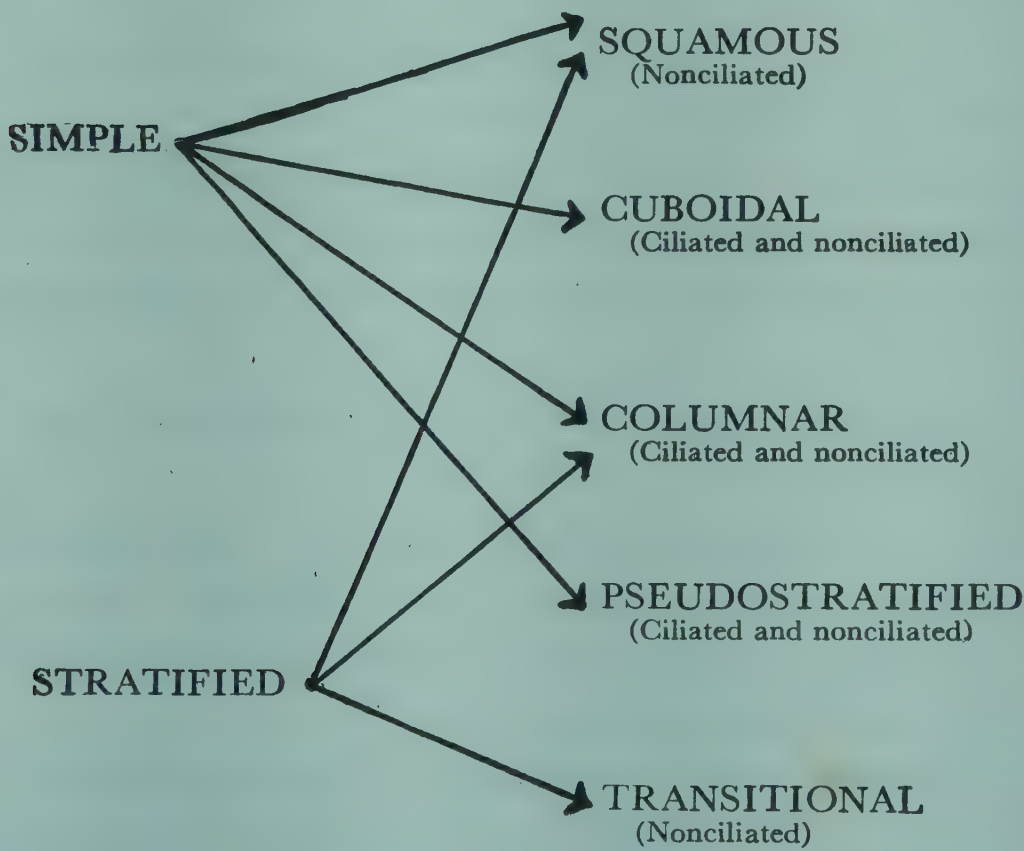 SQUAMOUS
(Nonciliated)
SIMPLE
CUBOIDAL
(Ciliated and nonciliated)
COLUMNAR
(Ciliated and nonciliated)
PSEUDOSTRATIFIED
(Ciliated and nonciliated)
STRATIFIED
TRANSITIONAL
(Nonciliated)